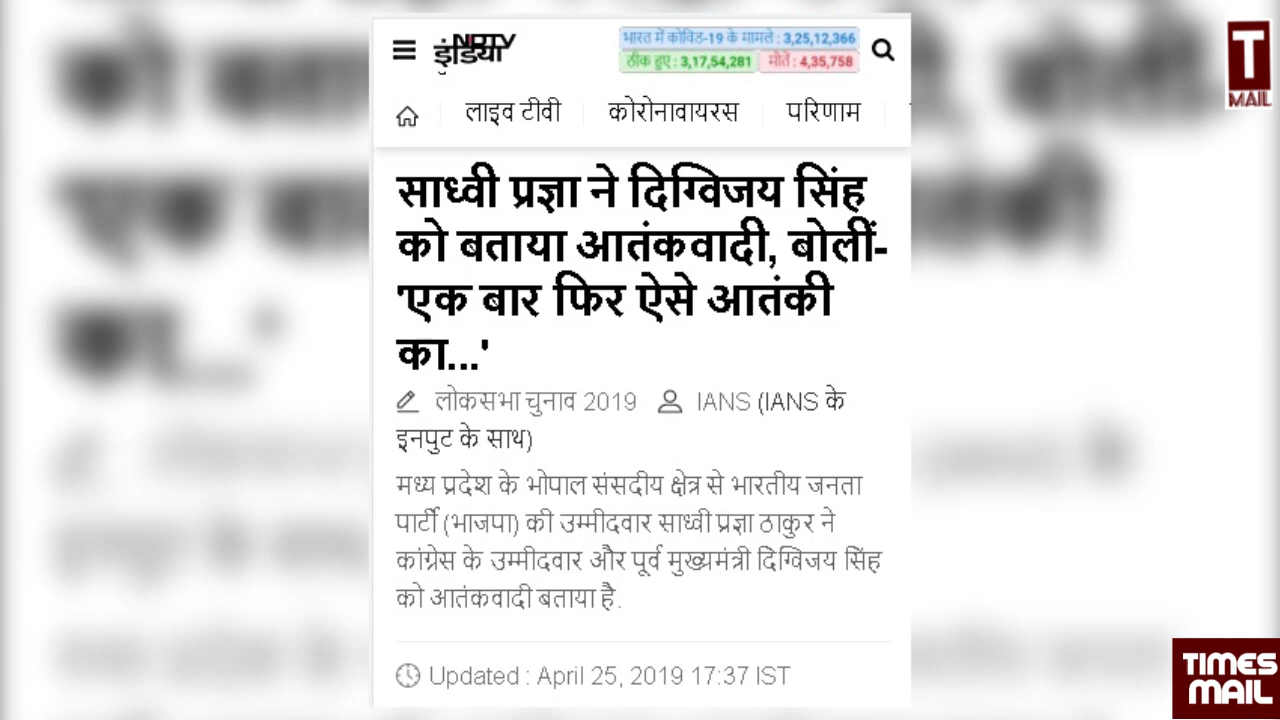 NDTV
इंडिया
भारत में कोविड-19 के मामले : 3,25,12,366
ठीक हुए : 3,17,54,281 मौतें : 4,35,758
लाइव टीवी कोरोनावायरस परिणाम
साध्वी प्रज्ञा ने दिग्विजय सिंह
को बताया आतंकवादी, बोलीं-
'एक बार फिर ऐसे आतंकी
का...'
लोकसभा चुनाव 2019 IANS (IANS के
इनपुट के साथ)
मध्य प्रदेश के भोपाल संसदीय क्षेत्र से भारतीय जनता
पार्टी (भाजपा) की उम्मीदवार साध्वी प्रज्ञा ठाकुर ने
कांग्रेस के उम्मीदवार और पूर्व मुख्यमंत्री दिग्विजय सिंह
को आतंकवादी बताया है.
Updated : April 25, 2019 17:37 IST
T
MAIL
TIMES
MAIL